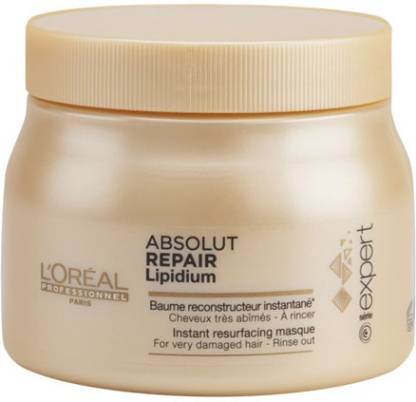 ABSOLUT
REPAIR
Lipidium
L'ORÉAL
PROFESSIONNEL
PARIS
Baume reconstructeur instantané*
Cheveux très abîmés - À rincer
Instant resurfacing masque
For very damaged hair - Rinse out
série expert